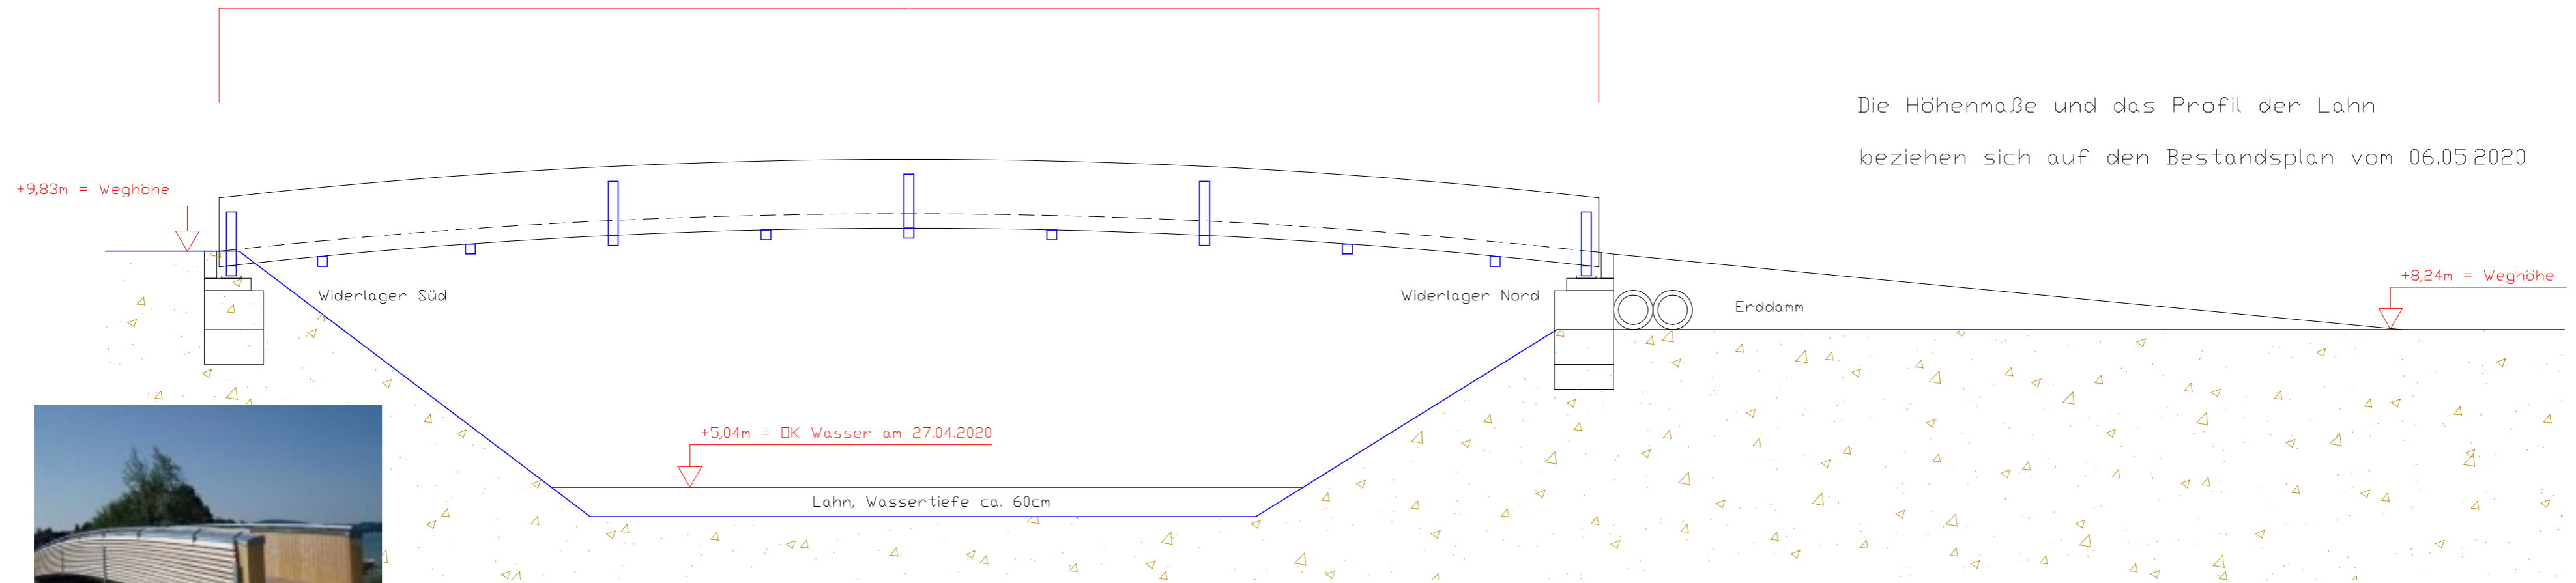 Die Höhenmaße und das Profil der Lahn
beziehen sich auf den Bestandsplan vom 06.05.2020
+9,83m = Weghöhe
+8,24m = Weghöhe
Widerlager Süd
Widerlager Nord
Erddamm
+5,04m = OK Wasser am 27.04.2020
Lahn, Wassertiefe ca. 60cm